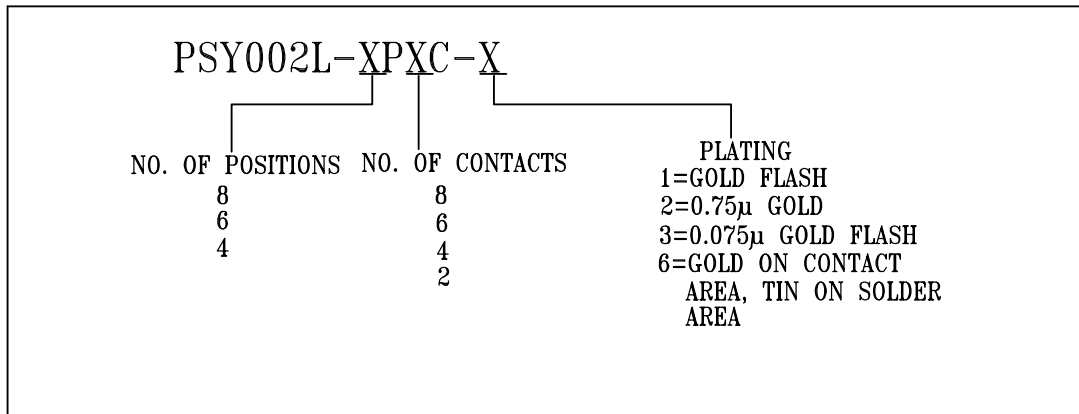 PSY002L-XPXC-X
NO. OF POSITIONS
8
6
4
NO. OF CONTACTS
8
6
4
2
PLATING
1=GOLD FLASH
2=0.75μ GOLD
3=0.075μ GOLD FLASH
6=GOLD ON CONTACT
AREA, TIN ON SOLDER
AREA